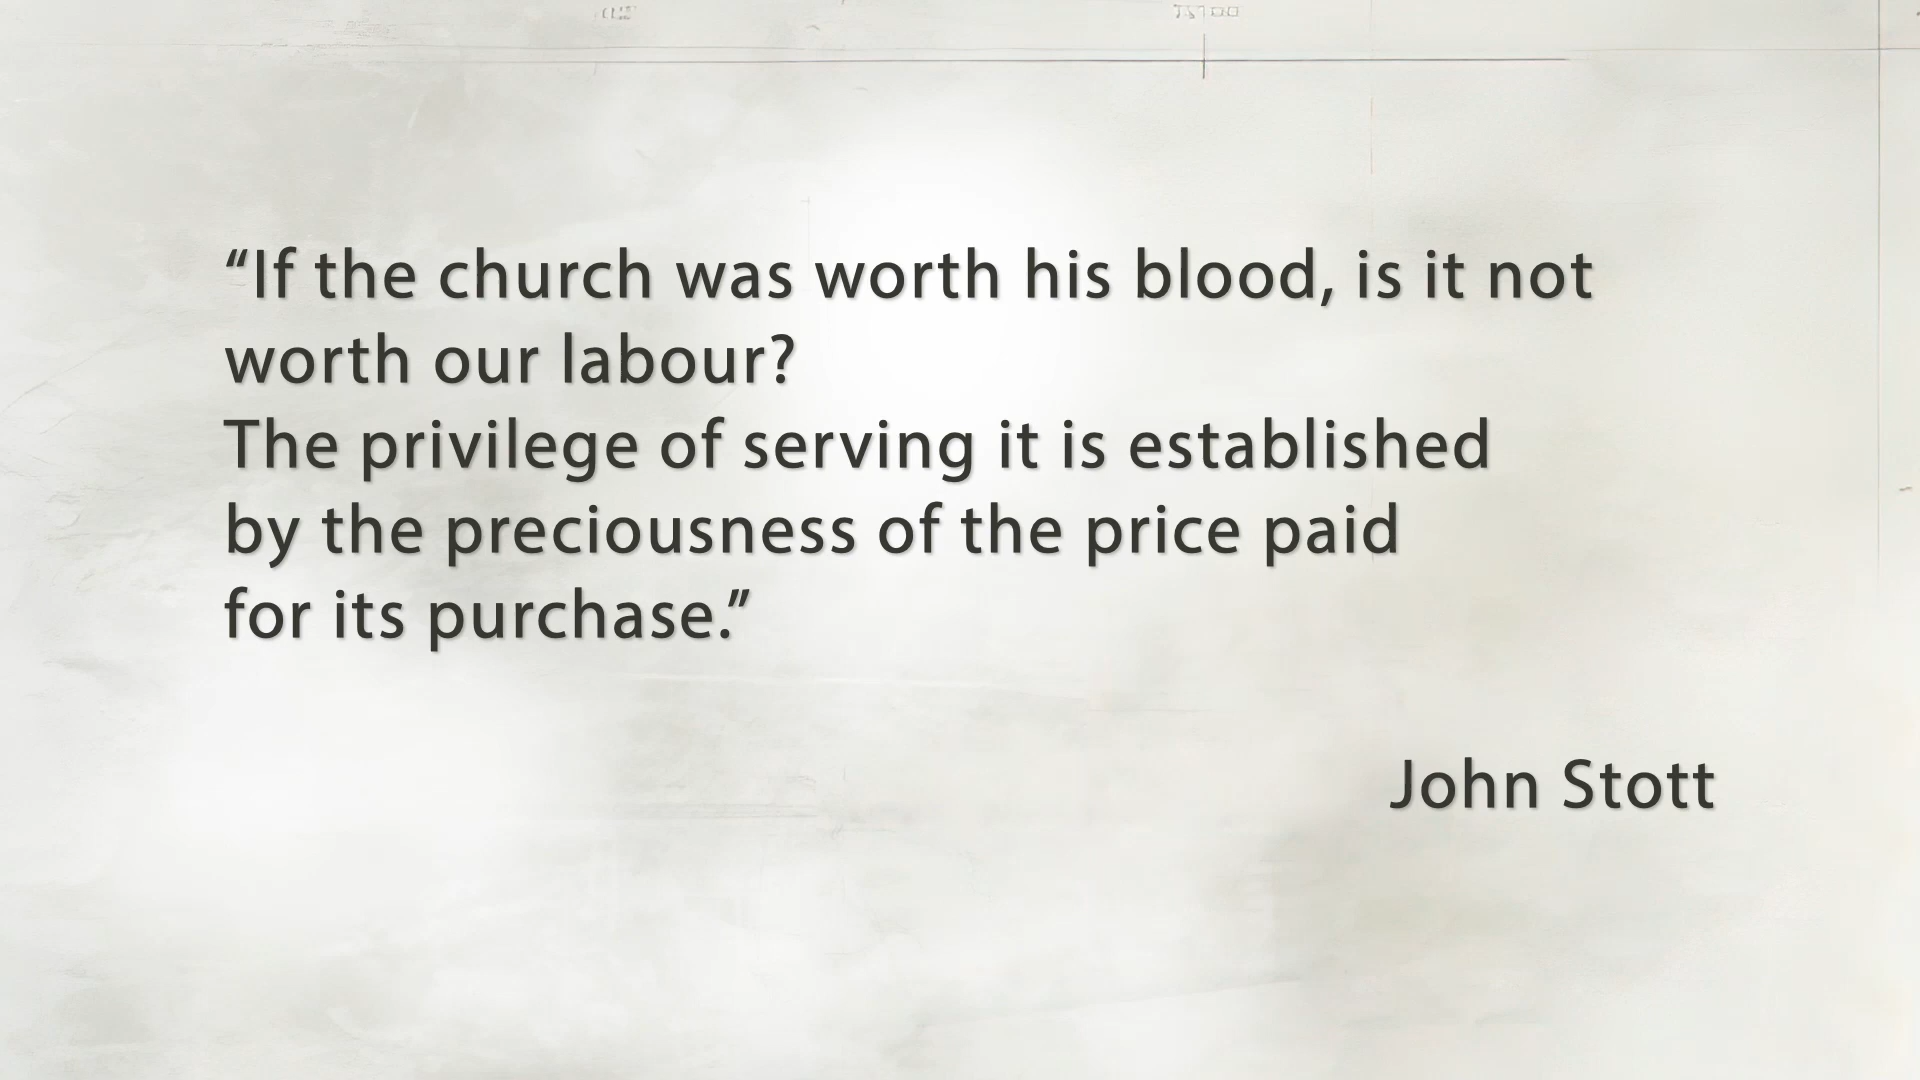 “If the church was worth his blood, is it not
worth our labour?
The privilege of serving it is established
by the preciousness of the price paid
for its purchase.”
John Stott